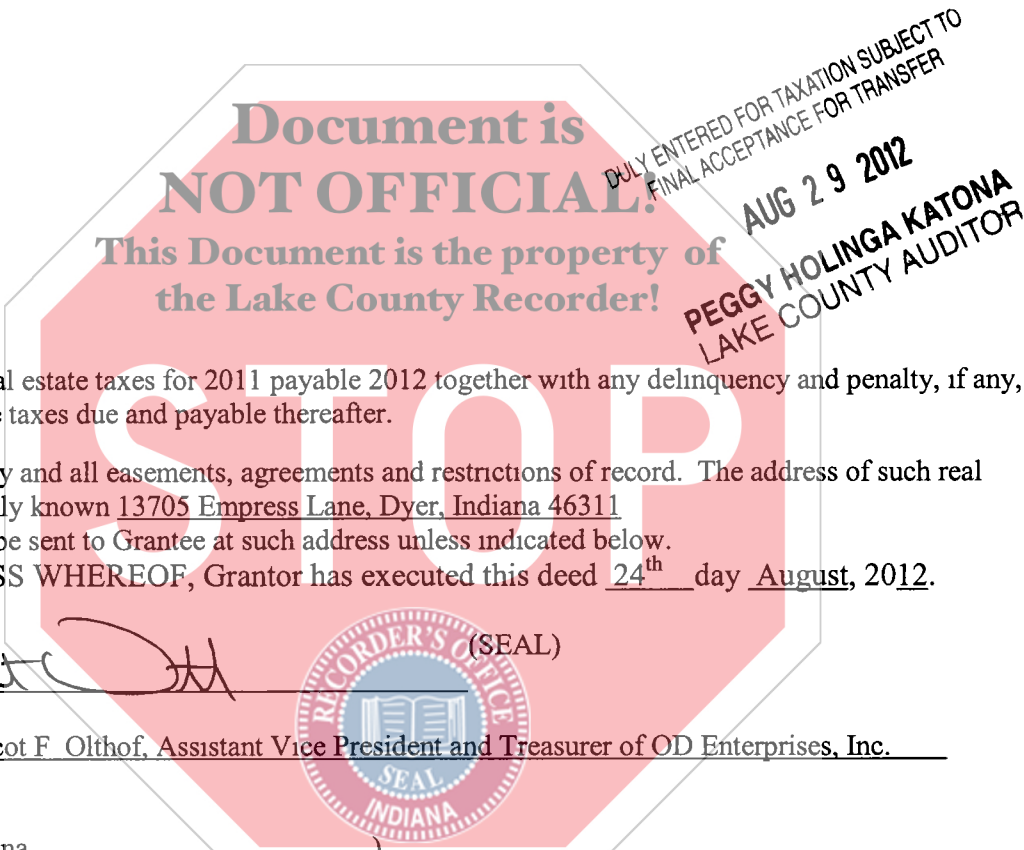 DULY ENTERED FOR TAXATION SUBJECT TO
FINAL ACCEPTANCE FOR TRANSFER
AUG 29 2012
PEGGY HOLINGA KATONA
LAKE COUNTY AUDITOR
Document is
NOT OFFICIAL!
This Document is the property of
the Lake County Recorder!
STOP
al estate taxes for 2011 payable 2012 together with any delinquency and penalty, if any,
taxes due and payable thereafter.
y and all easements, agreements and restrictions of record. The address of such real
ly known 13705 Empress Lane, Dyer, Indiana 46311
be sent to Grantee at such address unless indicated below.
SS WHEREOF, Grantor has executed this deed 24th day August, 2012.
(SEAL)
cot F Olthof, Assistant Vice President and Treasurer of OD Enterprises, Inc.
RECORDER'S OFFICE
SEAL
INDIANA
na